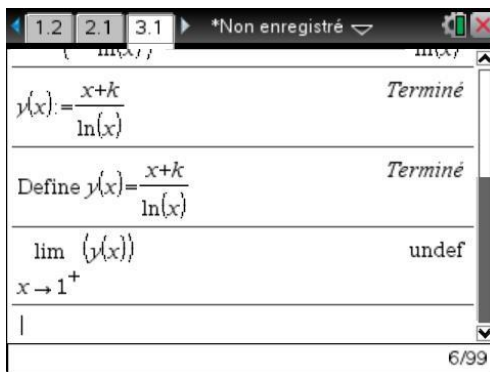 1.2 2.1 3.1 *Non enregistré
y(x):=x+k/ln(x) Terminé
Define y(x)=x+k/ln(x) Terminé
lim (y(x)) undef
x→1+
6/99